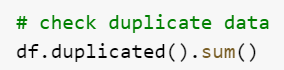 # check duplicate data
df.duplicated().sum()